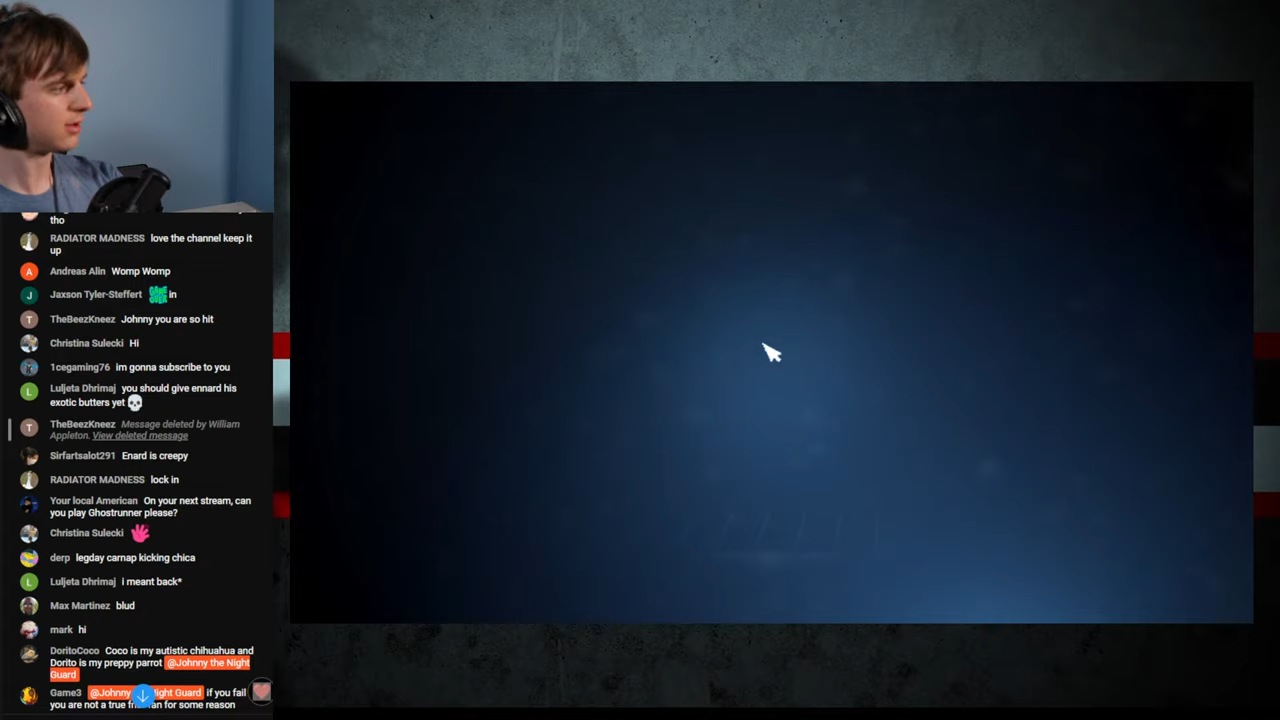 tho
RADIATOR MADNESS love the channel keep it
up
Andreas Alin Womp Womp
Jaxson Tyler-Steffert GAME OVER in
TheBeezKneez Johnny you are so hit
Christina Sulecki Hi
1cegaming76 im gonna subscribe to you
Luljeta Dhrimaj you should give ennard his
exotic butters yet
TheBeezKneez Message deleted by William
Appleton. View deleted message
Sirfartsalot291 Enard is creepy
RADIATOR MADNESS lock in
Your local American On your next stream, can
you play Ghostrunner please?
Christina Sulecki
derp legday carnap kicking chica
Luljeta Dhrimaj i meant back*
Max Martinez blud
mark hi
DoritoCoco Coco is my autistic chihuahua and
Dorito is my preppy parrot @Johnny the Night
Guard
Game3 @Johnny Night Guard if you fail
you are not a true for some reason